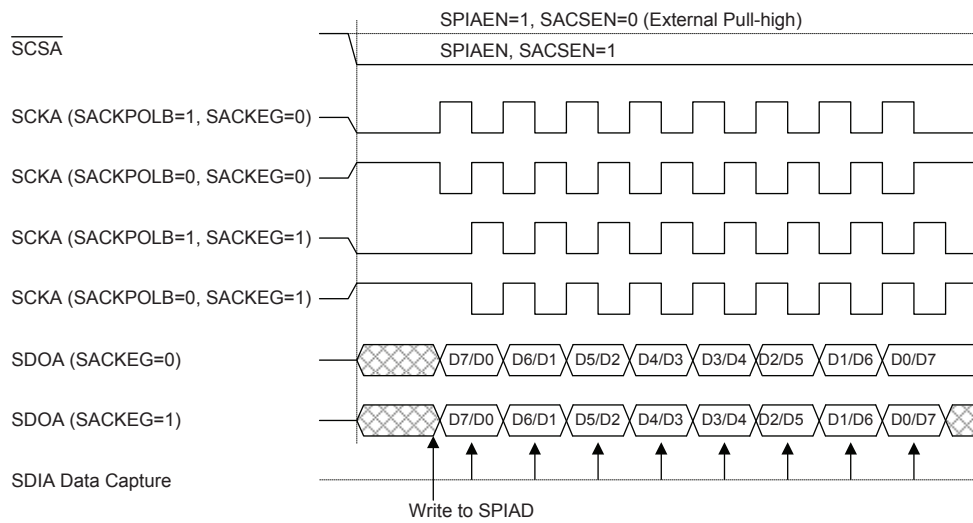 SPIAEN=1, SACSEN=0 (External Pull-high)
SCSA
SPIAEN, SACSEN=1
SCKA (SACKPOLB=1, SACKEG=0)
SCKA (SACKPOLB=0, SACKEG=0)
SCKA (SACKPOLB=1, SACKEG=1)
SCKA (SACKPOLB=0, SACKEG=1)
SDOA (SACKEG=0) D7/D0 D6/D1 D5/D2 D4/D3 D3/D4 D2/D5 D1/D6 D0/D7
SDOA (SACKEG=1) D7/D0 D6/D1 D5/D2 D4/D3 D3/D4 D2/D5 D1/D6 D0/D7
SDIA Data Capture
Write to SPIAD